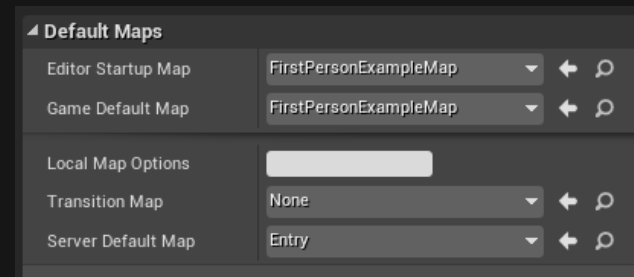 Default Maps
Editor Startup Map FirstPersonExampleMap
Game Default Map FirstPersonExampleMap
Local Map Options
Transition Map None
Server Default Map Entry